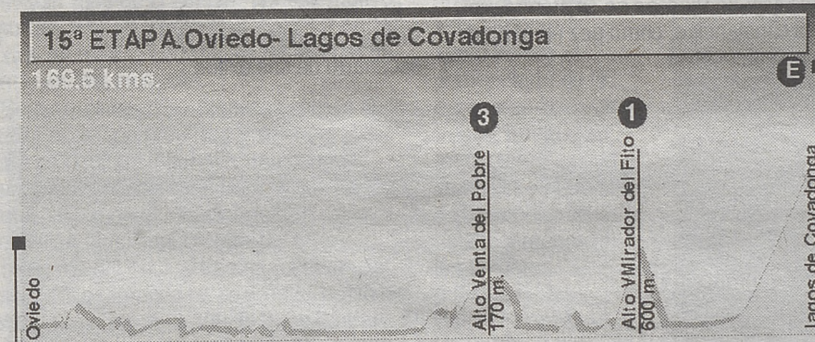 15ª ETAPA.Oviedo- Lagos de Covadonga
169,5 kms.
E
3
1
Oviedo
Alto Venta del Pobre
170 m.
Alto VMirador del Fito
600 m.
lagos de Covadonga